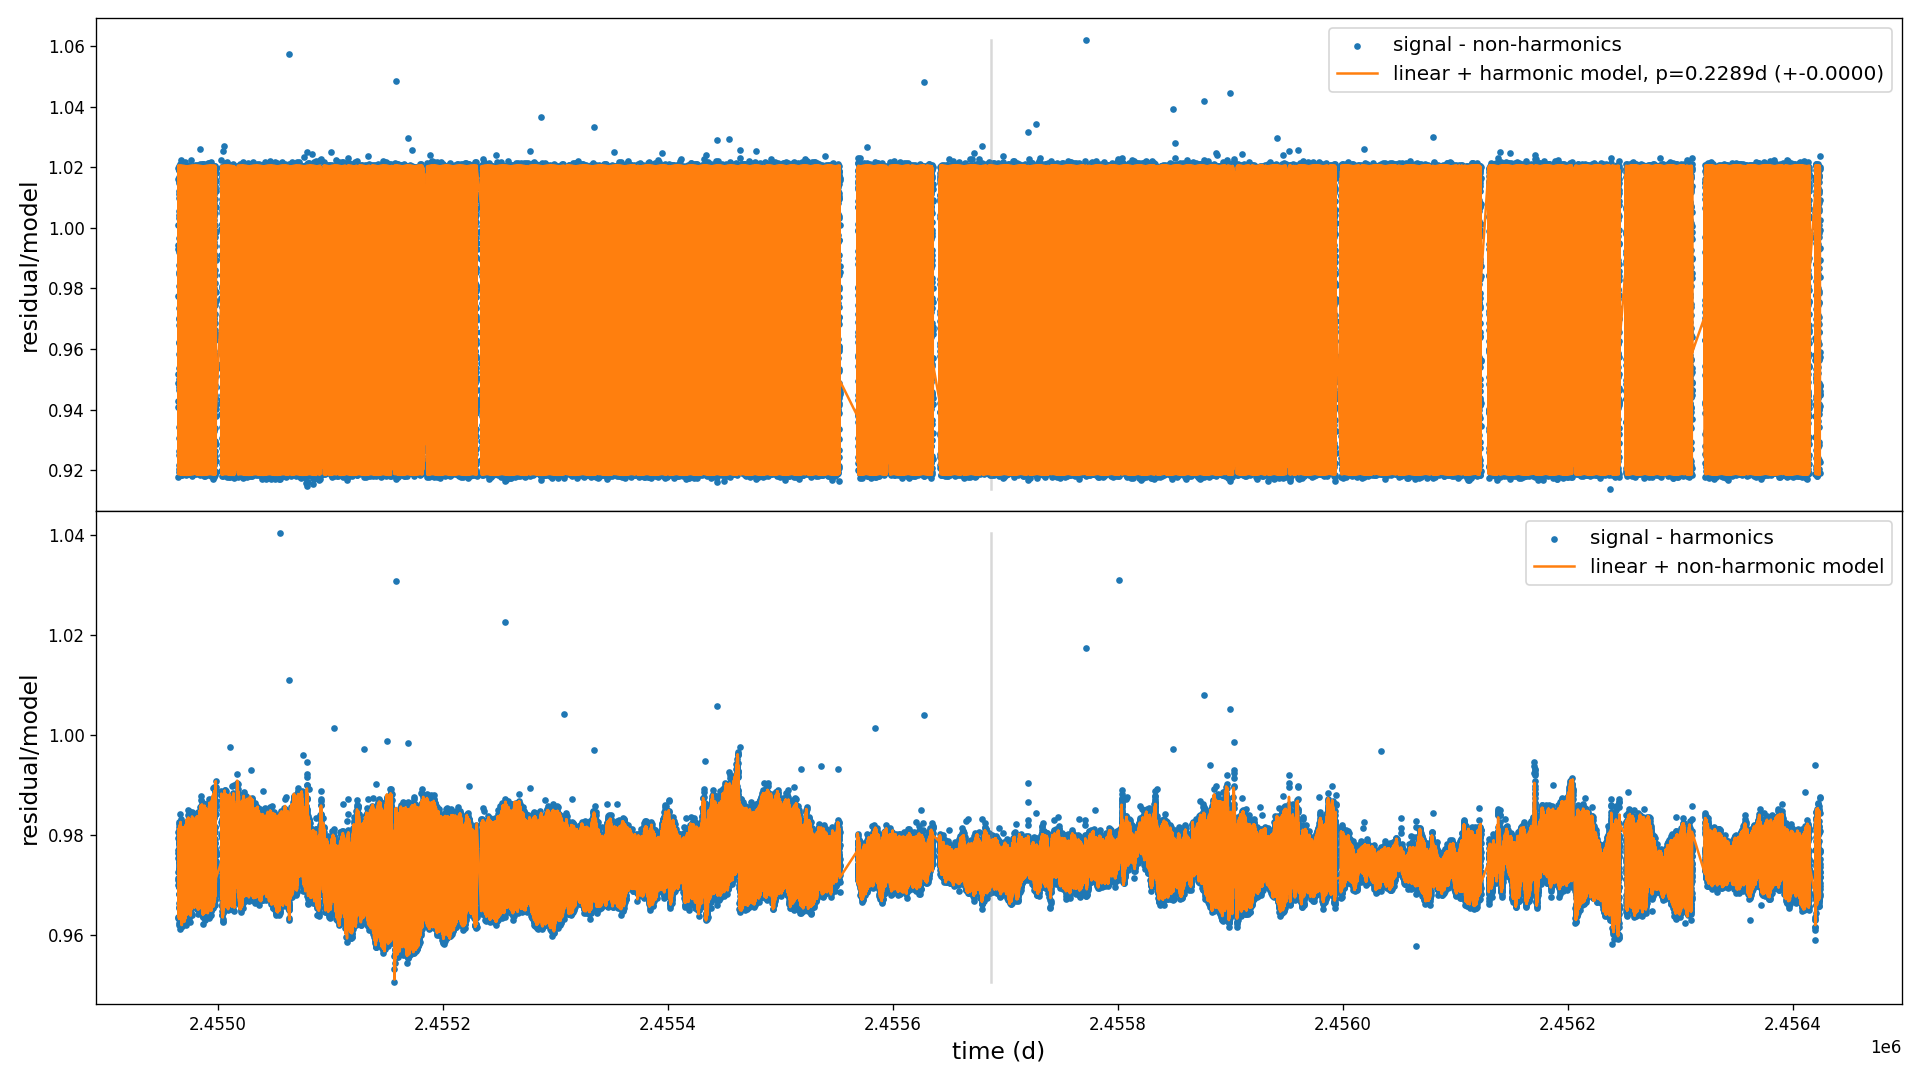 signal - non-harmonics
linear + harmonic model, p=0.2289d (+-0.0000)
residual/model
1.06
1.04
1.02
1.00
0.98
0.96
0.94
0.92
signal - harmonics
linear + non-harmonic model
residual/model
1.04
1.02
1.00
0.98
0.96
2.4550 2.4552 2.4554 2.4556 2.4558 2.4560 2.4562 2.4564
1e6
time (d)